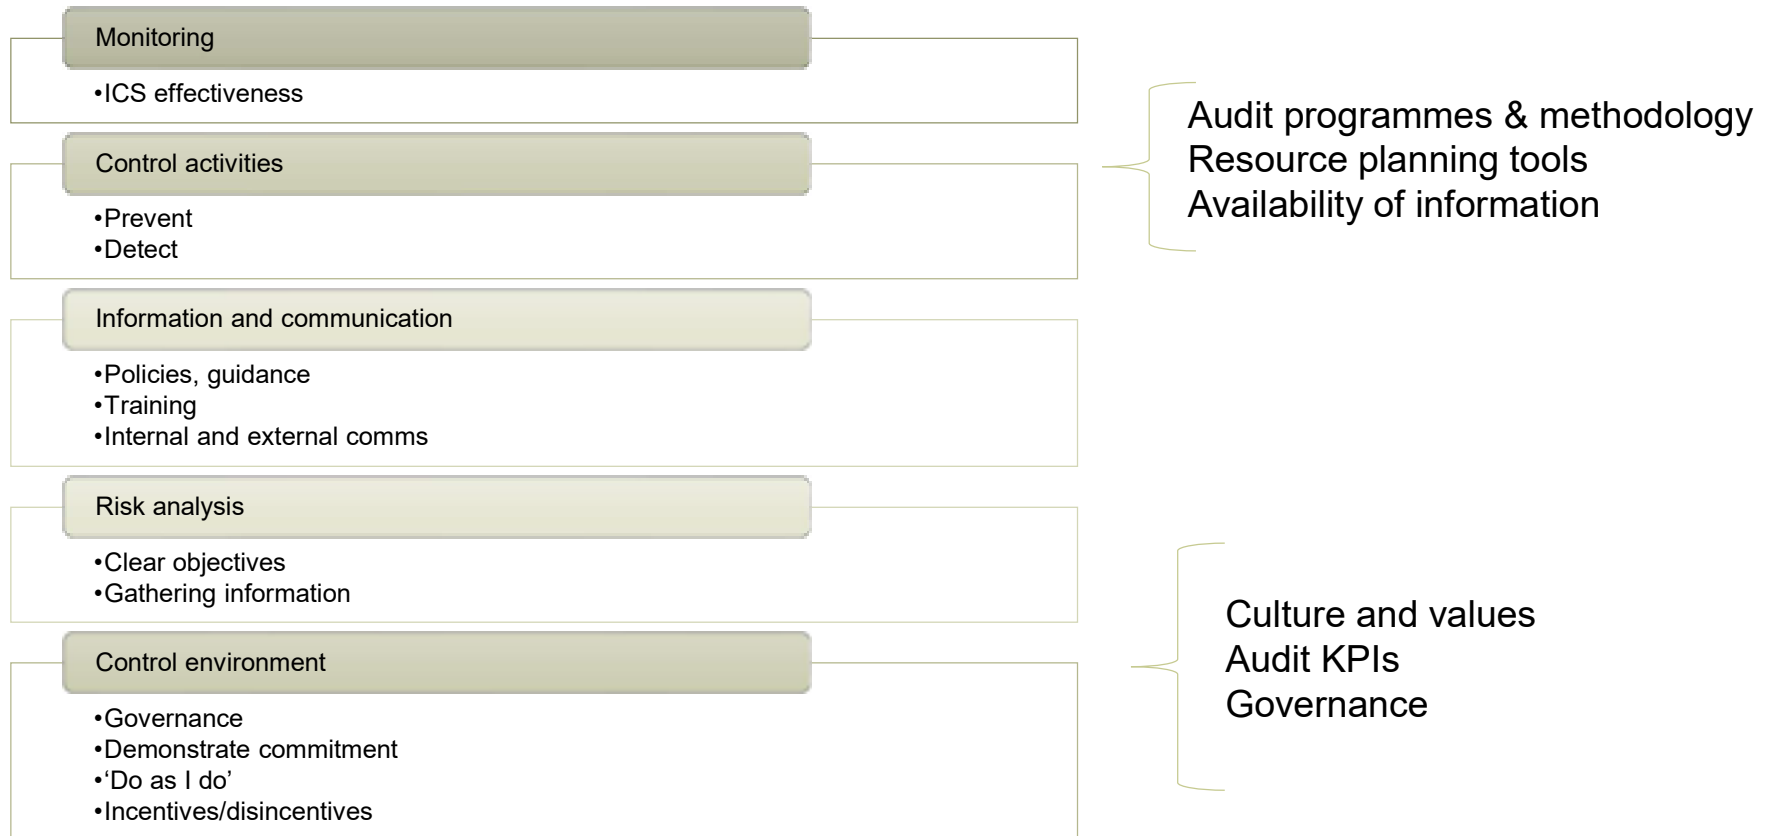 Monitoring
•ICS effectiveness
Control activities
•Prevent
•Detect
Information and communication
•Policies, guidance
•Training
•Internal and external comms
Risk analysis
•Clear objectives
•Gathering information
Control environment
•Governance
•Demonstrate commitment
•‘Do as I do’
•Incentives/disincentives
Audit programmes & methodology
Resource planning tools
Availability of information
Culture and values
Audit KPIs
Governance